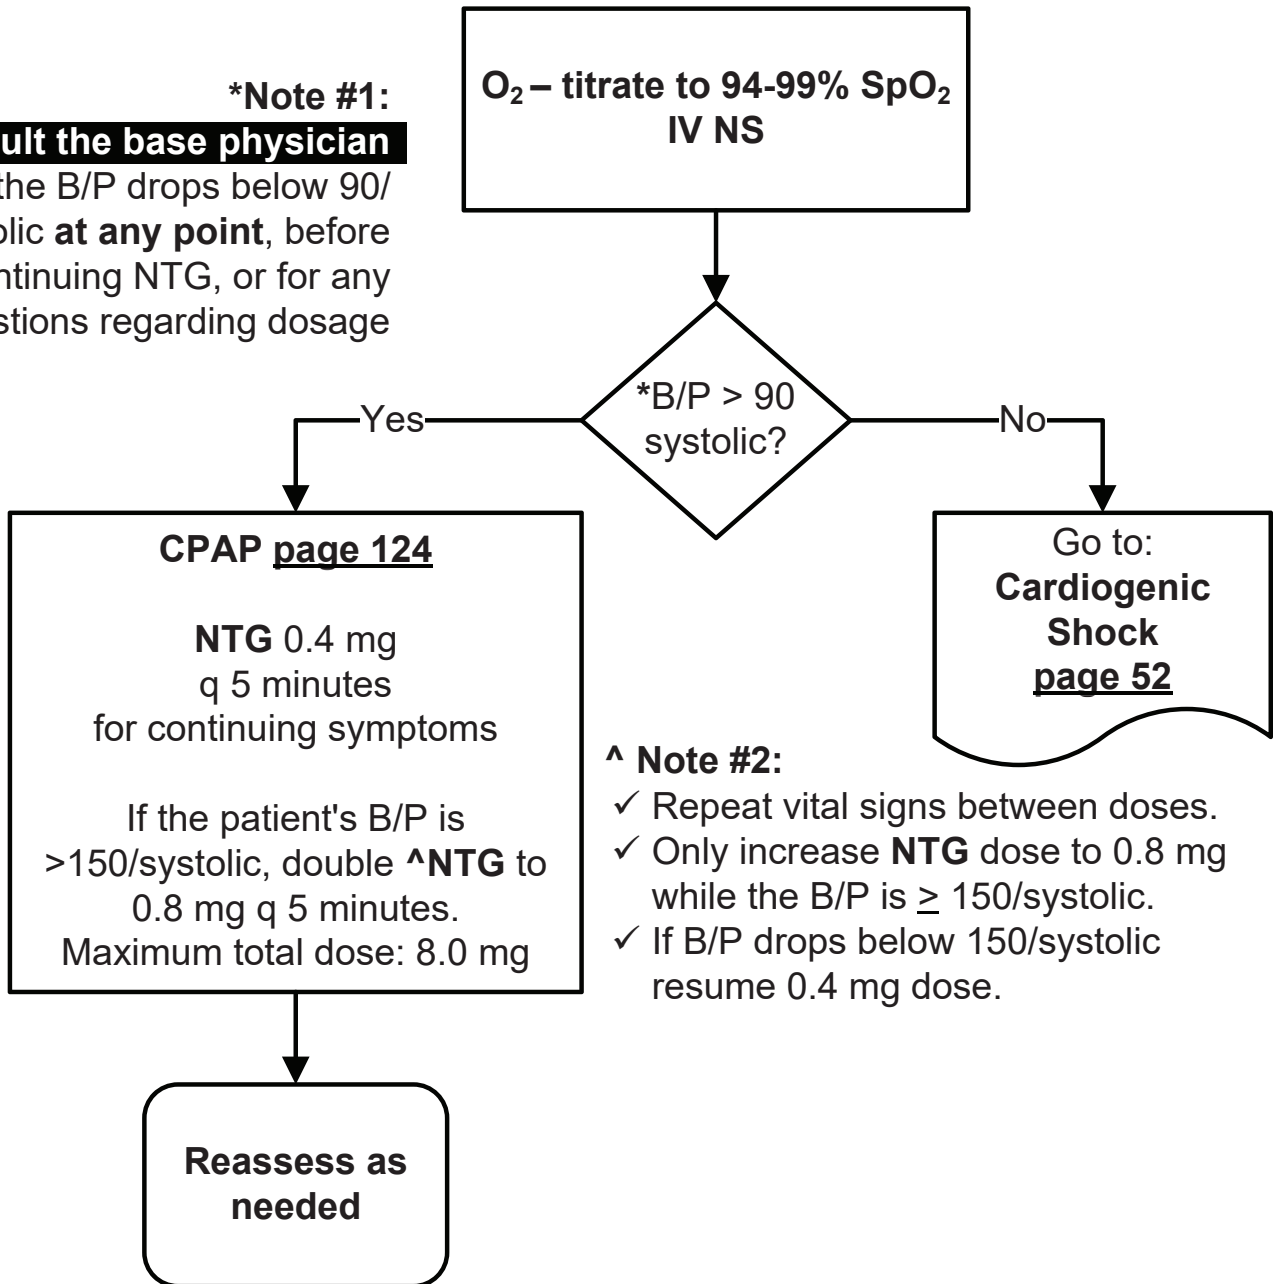 O₂ – titrate to 94-99% SpO₂
IV NS
*Note #1:
the base physician
the B/P drops below 90/
at any point, before
NTG, or for any
regarding dosage
*B/P > 90
systolic?
Yes
No
CPAP page 124
NTG 0.4 mg
q 5 minutes
for continuing symptoms
If the patient's B/P is
>150/systolic, double ^NTG to
0.8 mg q 5 minutes.
Maximum total dose: 8.0 mg
Go to:
Cardiogenic
Shock
page 52
^ Note #2:
✓ Repeat vital signs between doses.
✓ Only increase NTG dose to 0.8 mg
while the B/P is ≥ 150/systolic.
✓ If B/P drops below 150/systolic
resume 0.4 mg dose.
Reassess as
needed